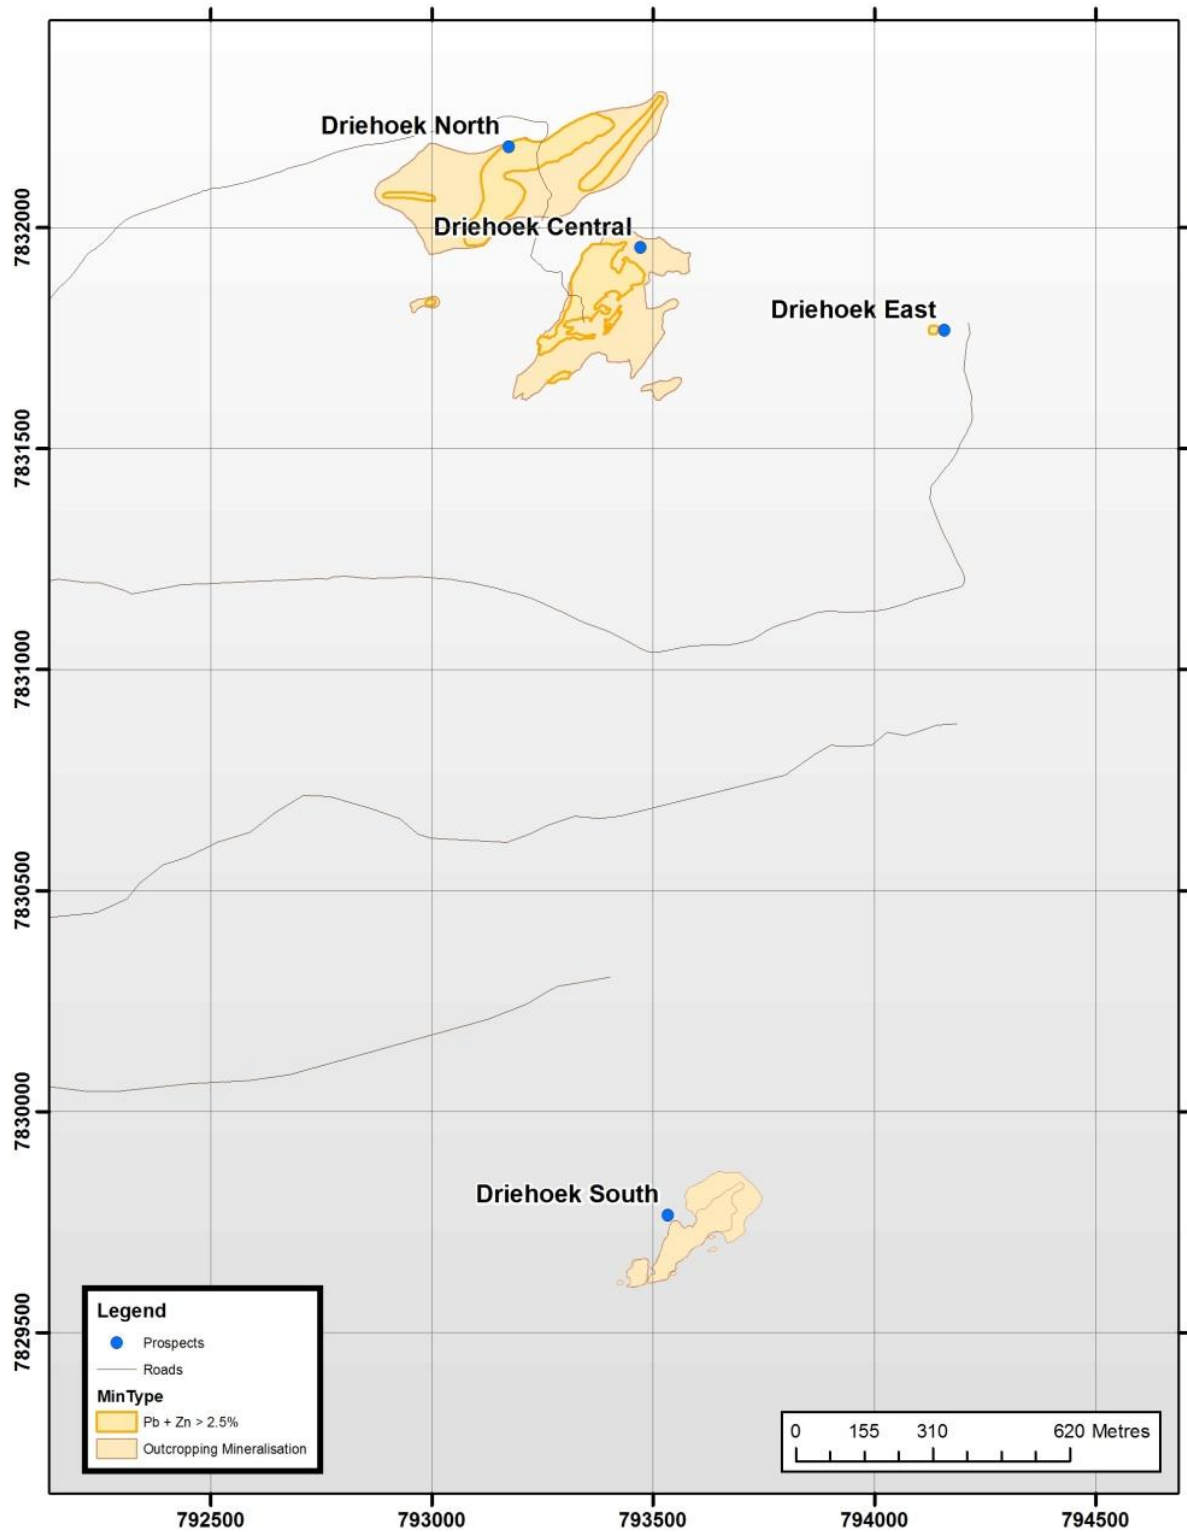 Driehoek North
Driehoek Central
Driehoek East
Driehoek South
7832000
7831500
7831000
7830500
7830000
7829500
Legend
Prospects
Roads
MinType
Pb + Zn > 2.5%
Outcropping Mineralisation
0 155 310 620 Metres
792500 793000 793500 794000 794500